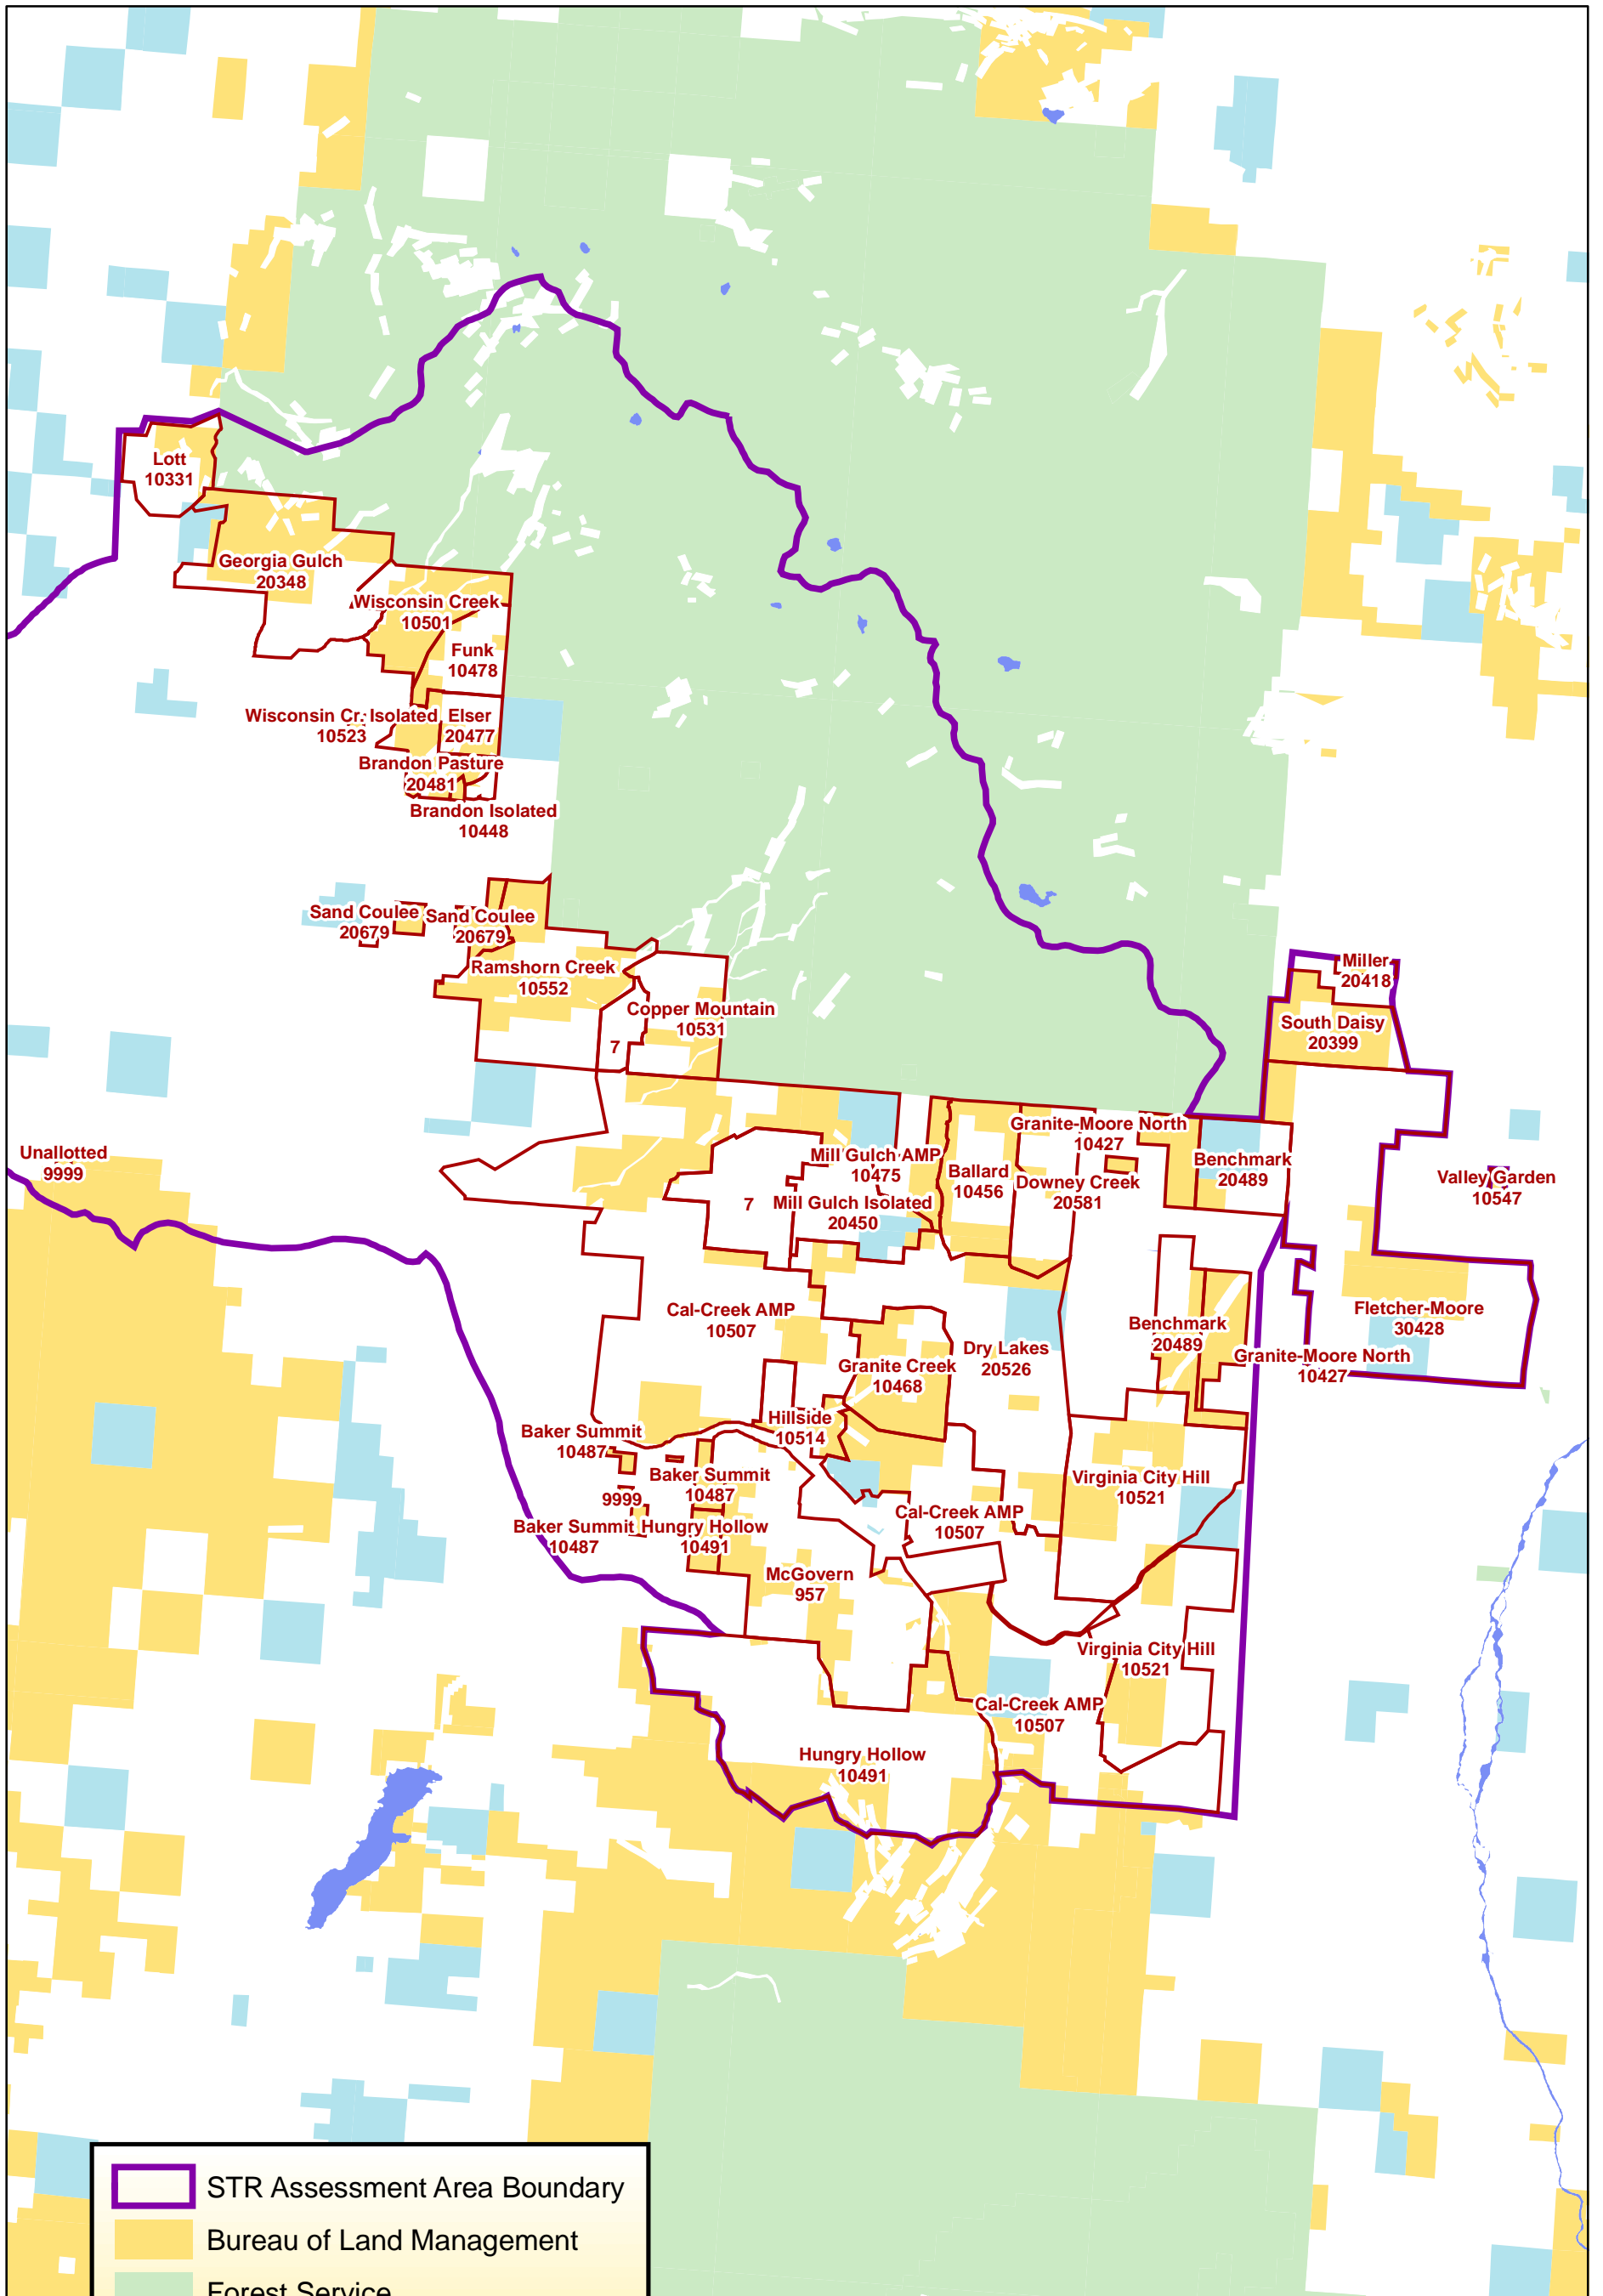 Lott
10331
Georgia Gulch
20348
Wisconsin Creek
10501
Funk
10478
Wisconsin Cr. Isolated
10523
Elser
20477
Brandon Pasture
20481
Brandon Isolated
10448
Sand Coulee
20679
Sand Coulee
20679
Ramshorn Creek
10552
Copper Mountain
10531
7
Miller
20418
South Daisy
20399
Unallotted
9999
Granite-Moore North
10427
Mill Gulch AMP
10475
Ballard
10456
Downey Creek
20581
Benchmark
20489
Valley Garden
10547
7
Mill Gulch Isolated
20450
Cal-Creek AMP
10507
Benchmark
20489
Fletcher-Moore
30428
Granite Creek
10468
Dry Lakes
20526
Granite-Moore North
10427
Hillside
10514
Baker Summit
10487
Baker Summit
10487
Virginia City Hill
10521
9999
Cal-Creek AMP
10507
Baker Summit
10487
Hungry Hollow
10491
McGovern
957
Virginia City Hill
10521
Cal-Creek AMP
10507
Hungry Hollow
10491
STR Assessment Area Boundary
Bureau of Land Management
Forest Service